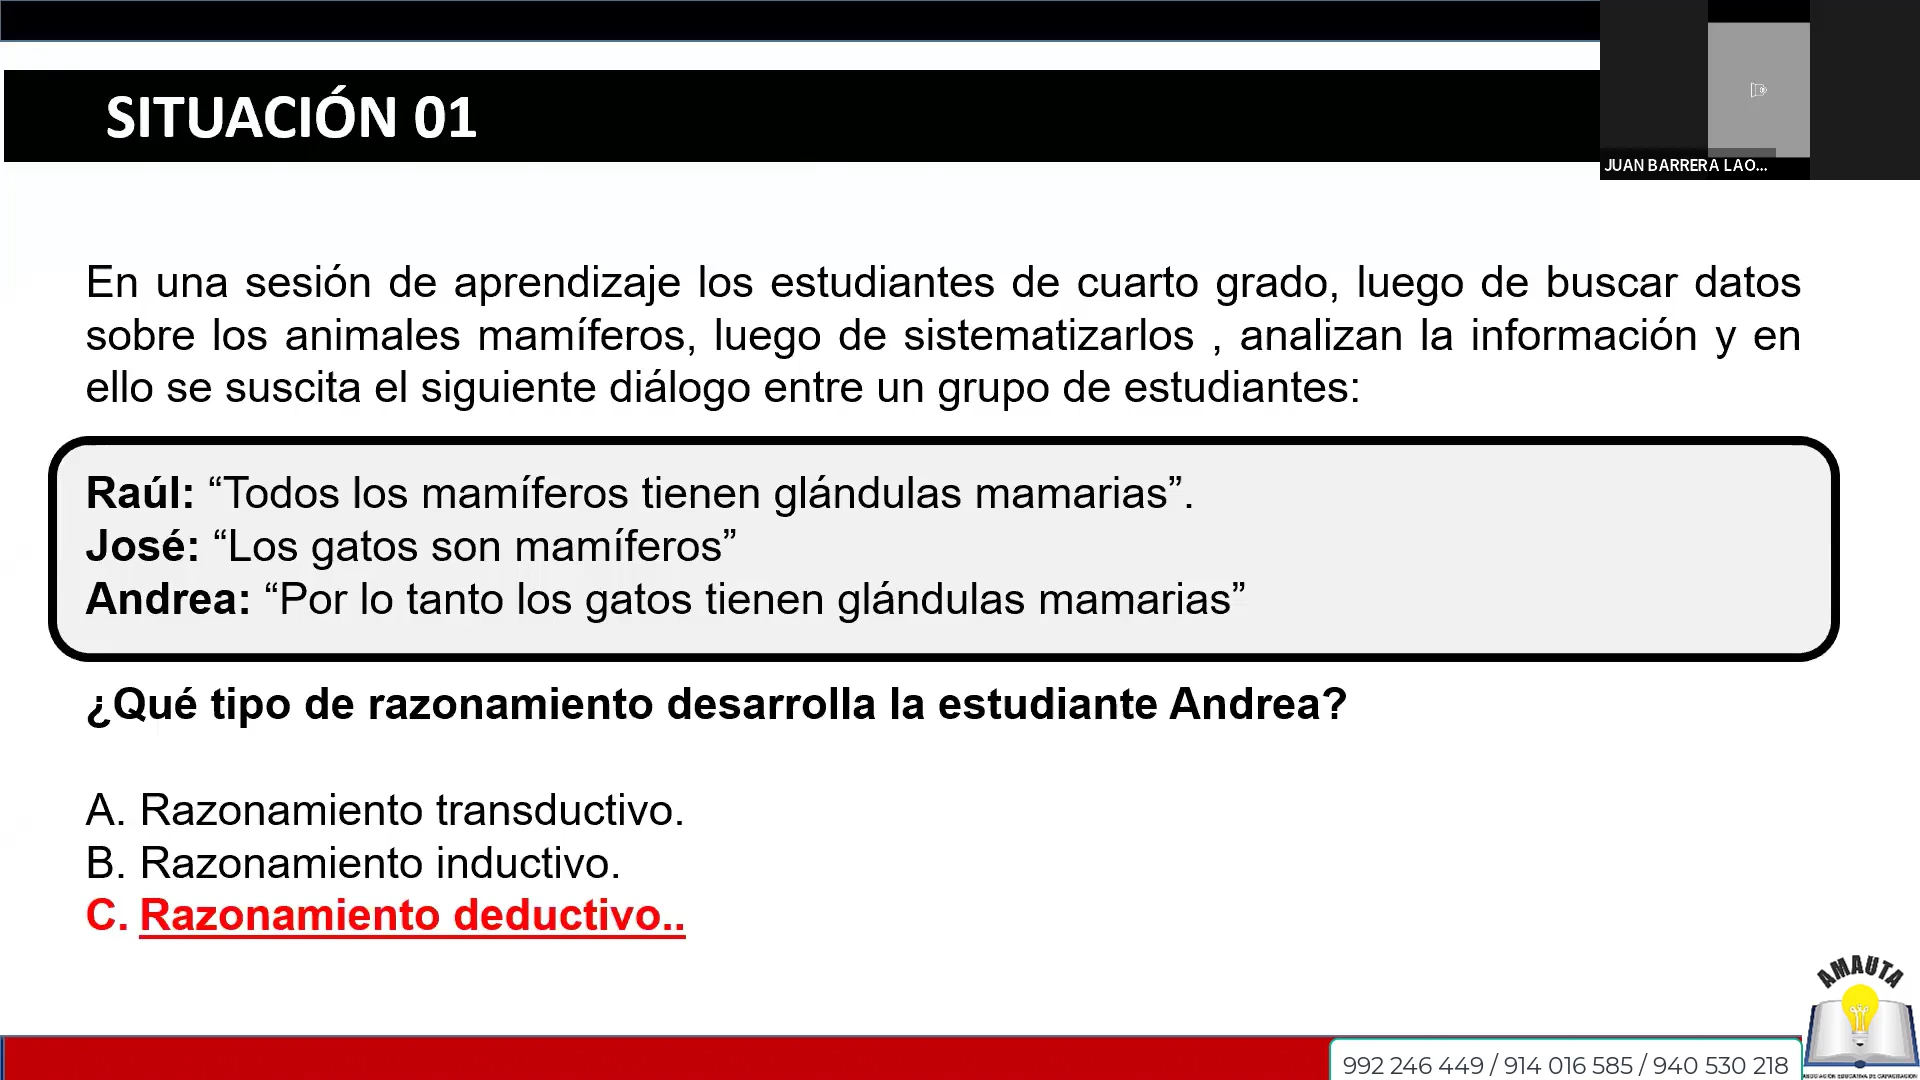 SITUACIÓN 01
JUAN BARRERA LAO...
En una sesión de aprendizaje los estudiantes de cuarto grado, luego de buscar datos
sobre los animales mamíferos, luego de sistematizarlos , analizan la información y en
ello se suscita el siguiente diálogo entre un grupo de estudiantes:
Raúl: “Todos los mamíferos tienen glándulas mamarias”.
José: “Los gatos son mamíferos”
Andrea: “Por lo tanto los gatos tienen glándulas mamarias”
¿Qué tipo de razonamiento desarrolla la estudiante Andrea?
A. Razonamiento transductivo.
B. Razonamiento inductivo.
C. Razonamiento deductivo..
AMAUTA
ASOCIACIÓN EDUCATIVA DE CAPACITACIÓN
992 246 449 / 914 016 585 / 940 530 218